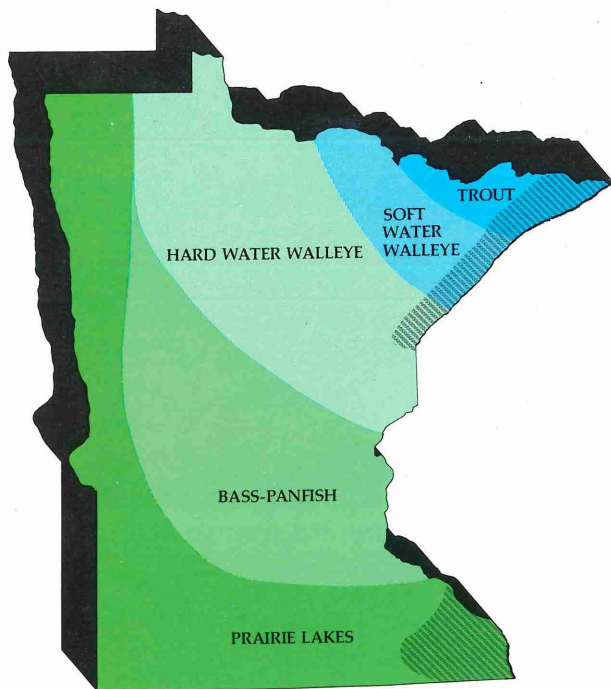 TROUT
SOFT
WATER
WALLEYE
HARD WATER WALLEYE
BASS-PANFISH
PRAIRIE LAKES